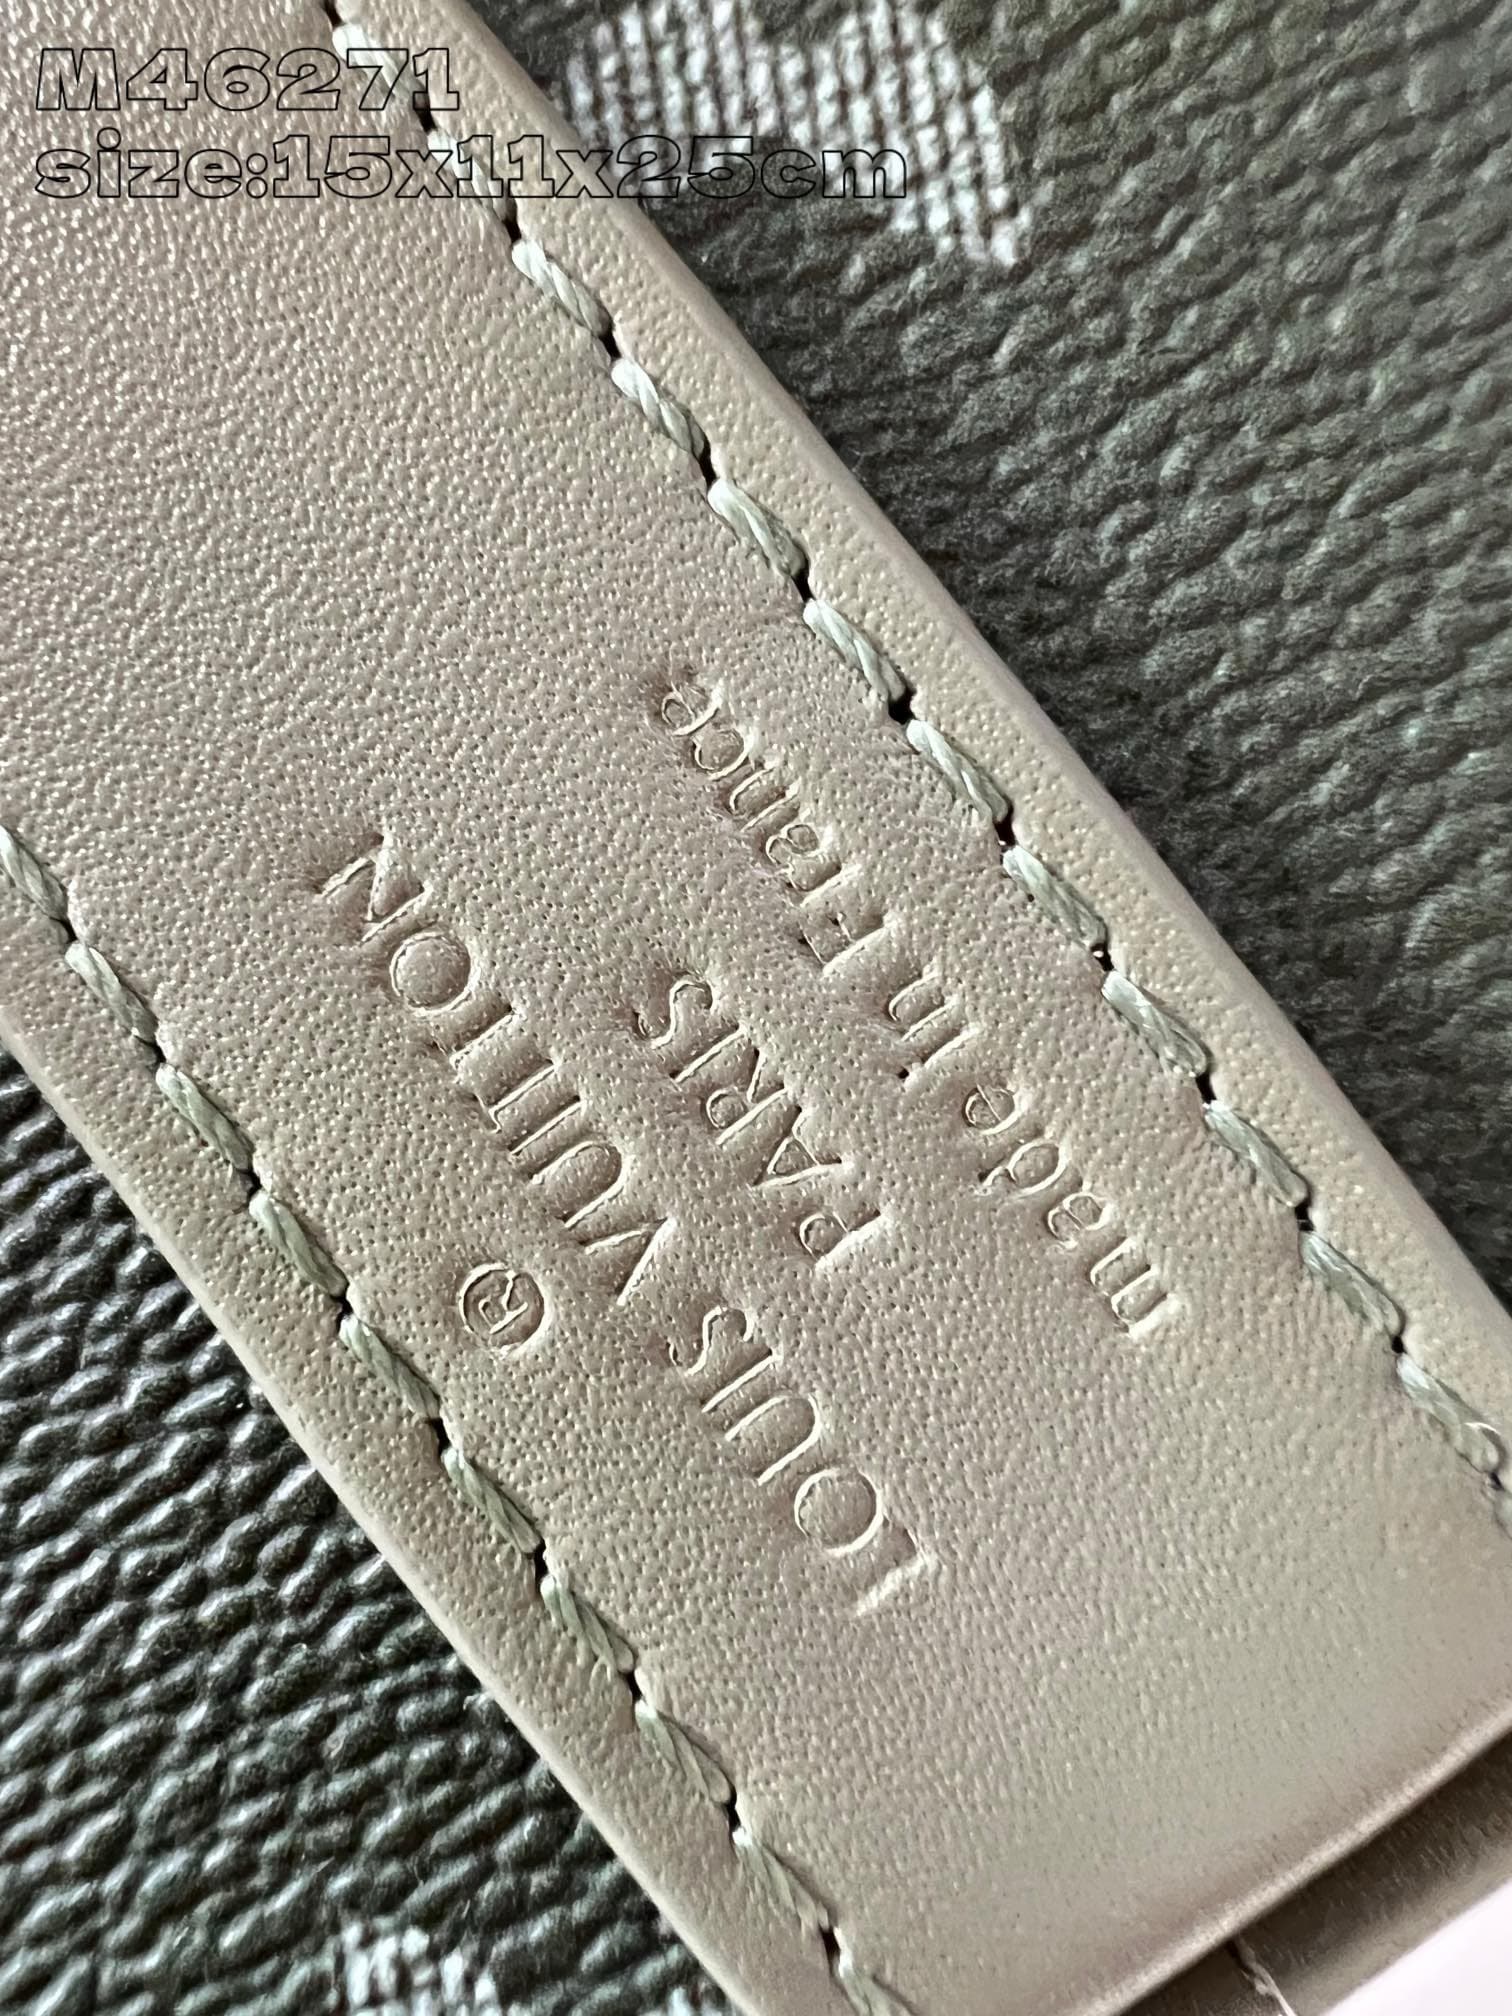 M46271
size:15x11x25cm
®
LOUIS VUITTON
PARIS
made in France